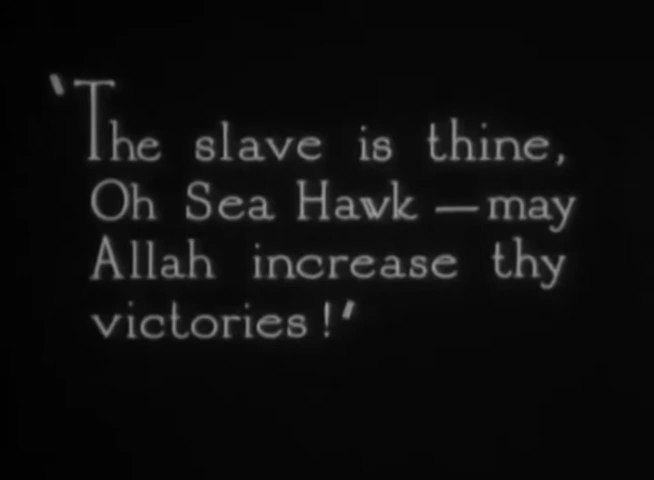 'The slave is thine,
Oh Sea Hawk — may
Allah increase thy
victories!'